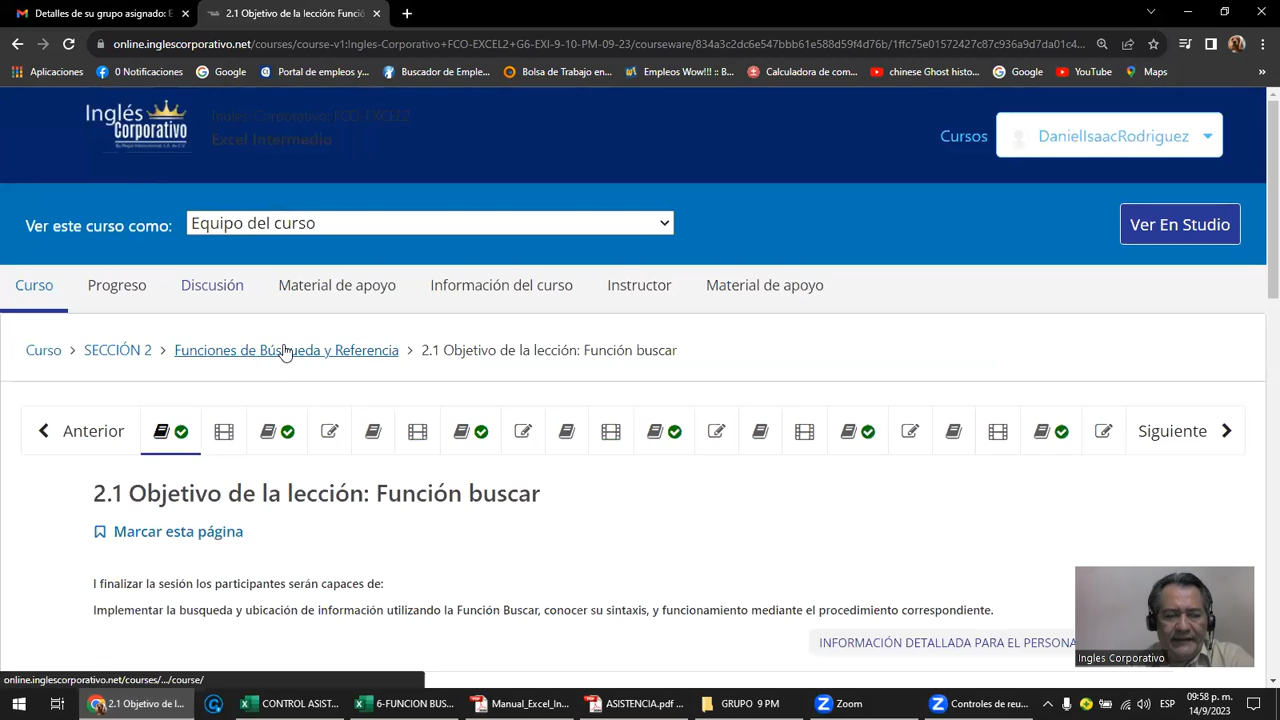 Detalles de su grupo asignado: E
2.1 Objetivo de la lección: Funció
online.inglescorporativo.net/courses/course-v1:Ingles-Corporativo+FCO-EXCEL2+G6-EXI-9-10-PM-09-23/courseware/834a3c2dc6e547bbb61e588d59f4d76b/1ffc75e01572427c87c936a9d7da01c4...
Aplicaciones
0 Notificaciones
Google
Portal de empleos y...
Buscador de Empleo...
Bolsa de Trabajo en...
Empleos Wow!!! :: B...
Calculadora de com...
chinese Ghost histo...
Google
YouTube
Maps
»
Inglés Corporativo
Inglés Corporativo: FCO-EXCEL2
Excel Intermedio
Cursos
DanielIsaacRodriguez
Ver este curso como:
Equipo del curso
Ver En Studio
Curso
Progreso
Discusión
Material de apoyo
Información del curso
Instructor
Material de apoyo
Curso > SECCIÓN 2 > Funciones de Búsqueda y Referencia > 2.1 Objetivo de la lección: Función buscar
Anterior
Siguiente
2.1 Objetivo de la lección: Función buscar
Marcar esta página
l finalizar la sesión los participantes serán capaces de:
Implementar la busqueda y ubicación de información utilizando la Función Buscar, conocer su sintaxis, y funcionamiento mediante el procedimiento correspondiente.
INFORMACIÓN DETALLADA PARA EL PERSONA
Ingles Corporativo
online.inglescorporativo.net/courses/.../course/
2.1 Objetivo de la l...
CONTROL ASIST...
6-FUNCION BUS...
Manual_Excel_In...
ASISTENCIA.pdf ...
GRUPO 9 PM
Zoom
Controles de reu...
ESP
09:58 p. m.
14/9/2023